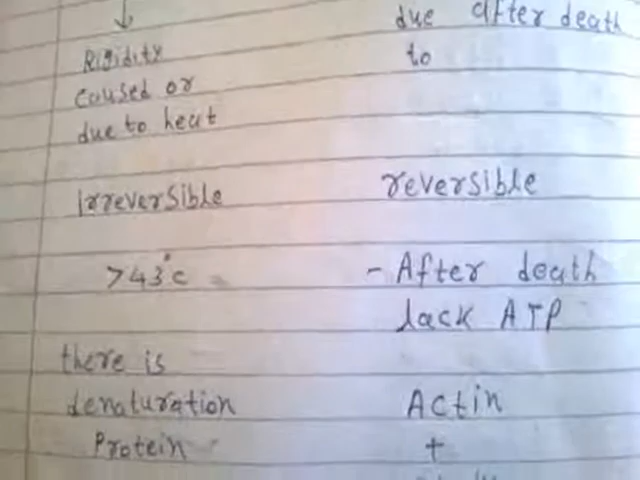 due after death
Rigidity
to
caused or
due to heat
irreversible
reversible
>43°c
- After death
lack ATP
there is
denaturation
Actin
Protein
+